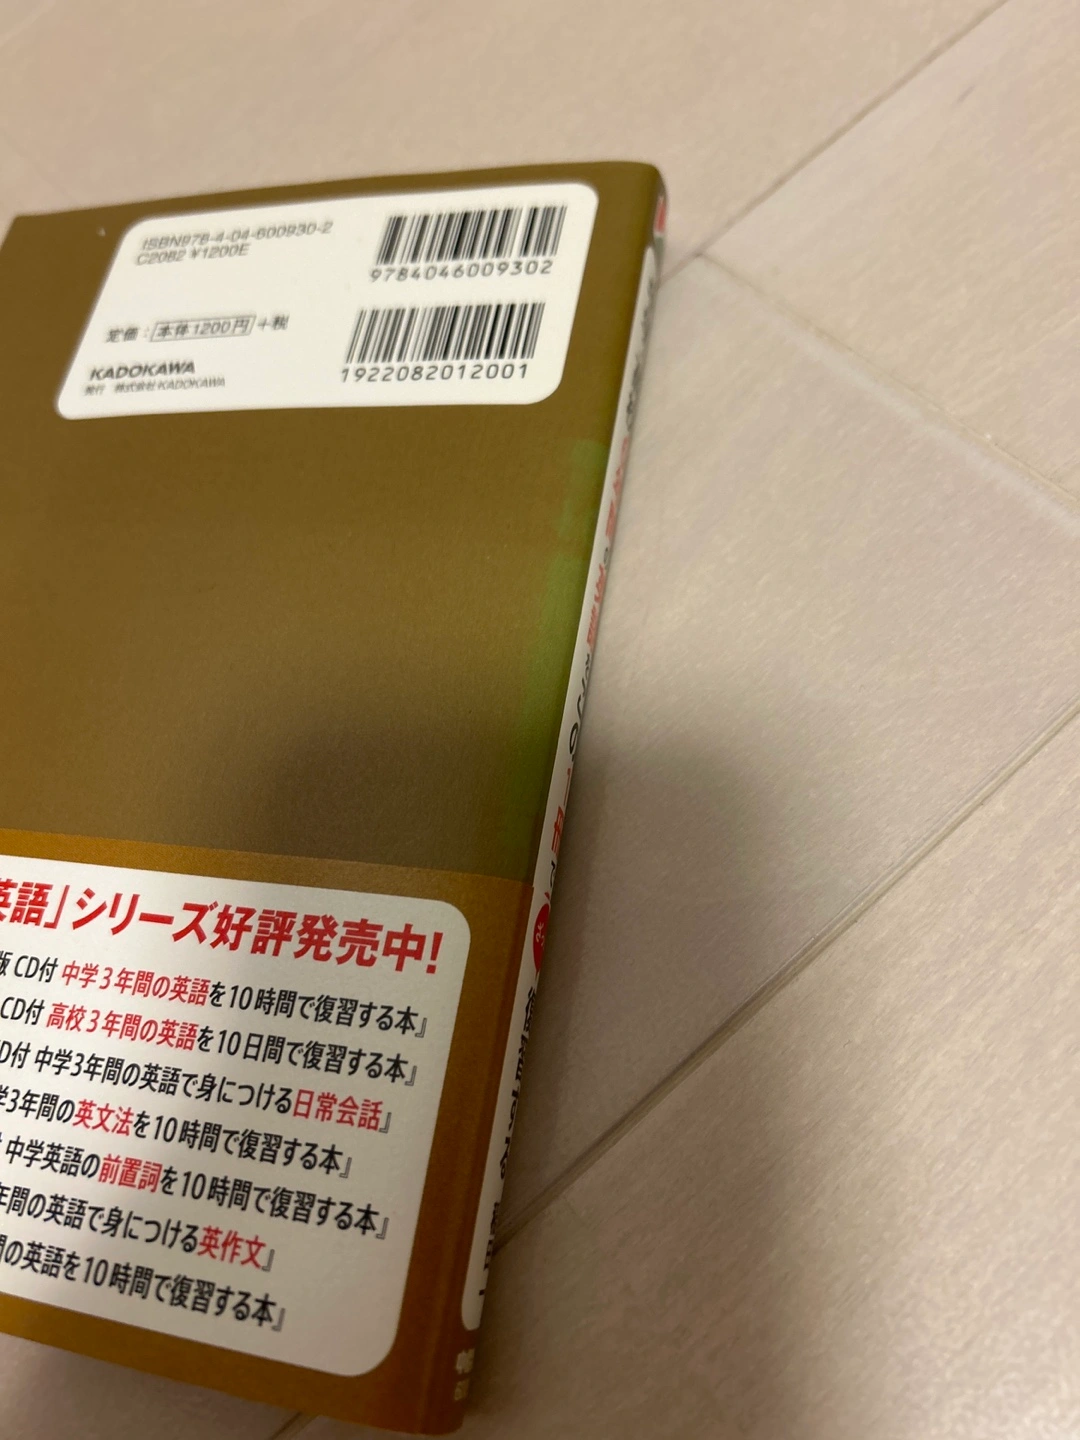 ISBN978-4-04-600930-2
C2082 ¥1200E
9784046009302
定価：本体1200円 +税
1922082012001
KADOKAWA
発行 株式会社KADOKAWA
英語」シリーズ好評発売中!
版 CD付 中学3年間の英語を10時間で復習する本』
CD付 高校3年間の英語を10日間で復習する本』
CD付 中学3年間の英語で身につける日常会話』
学3年間の英文法を10時間で復習する本』
中学英語の前置詞を10時間で復習する本』
年間の英語で身につける英作文』
間の英語を10時間で復習する本』